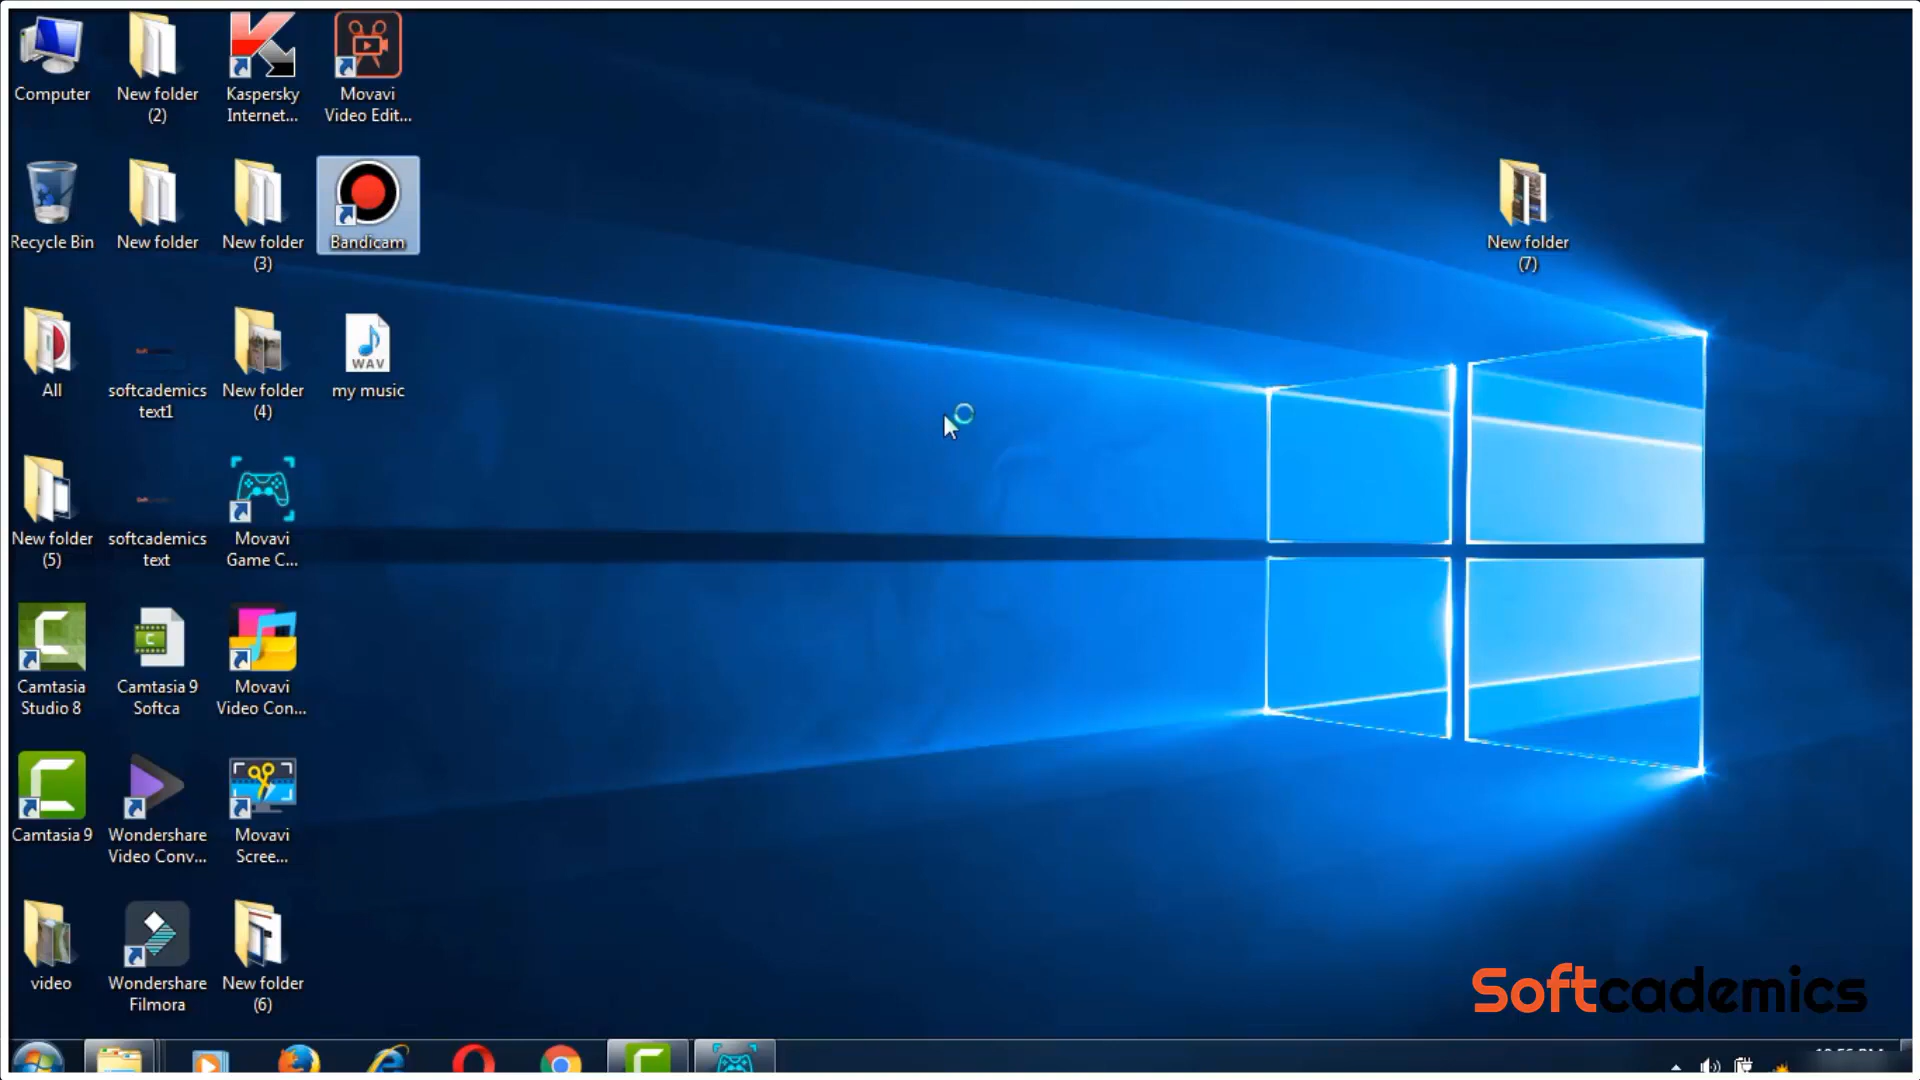 Computer
New folder
(2)
Kaspersky
Internet...
Movavi
Video Edit...
Recycle Bin
New folder
New folder
(3)
Bandicam
New folder
(7)
All
softcademics
text1
New folder
(4)
WAV
my music
New folder
(5)
softcademics
text
Movavi
Game C...
Camtasia
Studio 8
Camtasia 9
Softca
Movavi
Video Con...
Camtasia 9
Wondershare
Video Conv...
Movavi
Scree...
video
Wondershare
Filmora
New folder
(6)
Softcademics